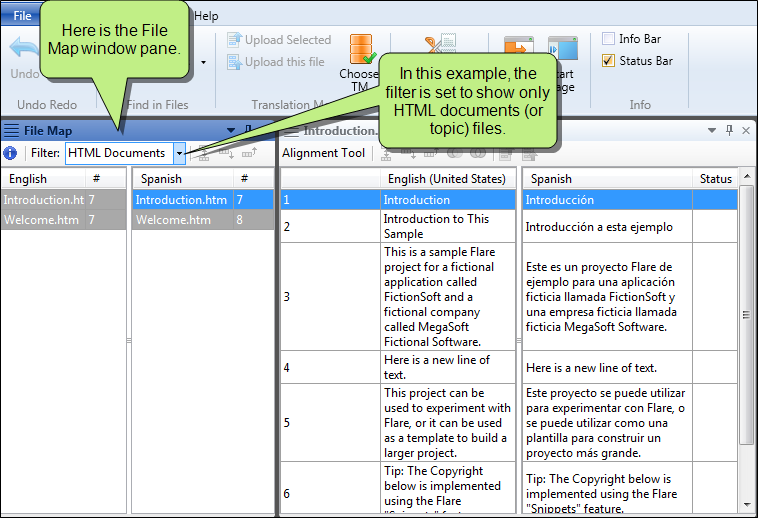 File
Help
Here is the File
Map window pane.
Undo
Undo Redo
Find in Files
Upload Selected
Upload this file
Choose
TM
Info Bar
Status Bar
Info
In this example, the
filter is set to show only
HTML documents (or
topic) files.
File Map
Filter: HTML Documents
English #
Introduction.ht 7
Welcome.htm 7
Spanish #
Introduction.htm 7
Welcome.htm 8
Alignment Tool
English (United States) Spanish Status
1 Introduction Introducción
2 Introduction to This
Sample
Introducción a esta ejemplo
3 This is a sample Flare
project for a fictional
application called
FictionSoft and a
fictional company
called MegaSoft
Fictional Software.
Este es un proyecto Flare de
ejemplo para una aplicación
ficticia llamada FictionSoft y
una empresa ficticia llamada
ficticia MegaSoft Software.
4 Here is a new line of
text.
Here is a new line of text.
5 This project can be
used to experiment with
Flare, or it can be used
as a template to build a
larger project.
Este proyecto se puede utilizar
para experimentar con Flare, o
se puede utilizar como una
plantilla para construir un
proyecto más grande.
6 Tip: The Copyright
below is implemented
using the Flare
Tip: The Copyright below is
implemented using the Flare
"Snippets" feature.